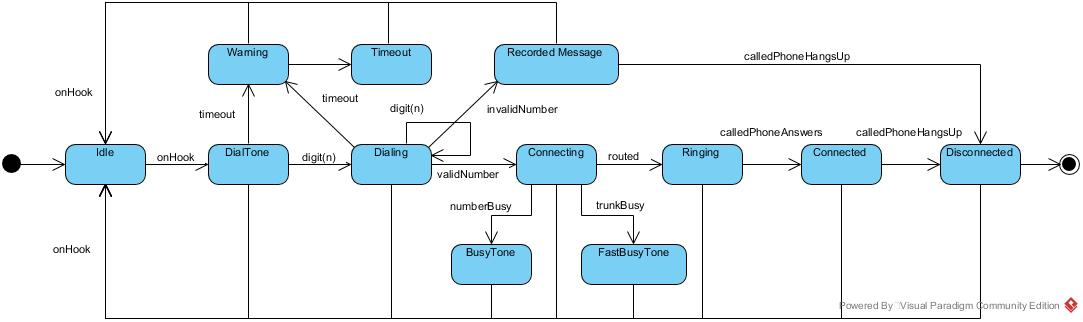 Warning
Timeout
Recorded Message
calledPhoneHangsUp
onHook
timeout
timeout
digit(n)
invalidNumber
calledPhoneAnswers
calledPhoneHangsUp
Idle
onHook
DialTone
digit(n)
Dialing
validNumber
Connecting
routed
Ringing
Connected
Disconnected
numberBusy
trunkBusy
onHook
BusyTone
FastBusyTone
Powered By Visual Paradigm Community Edition